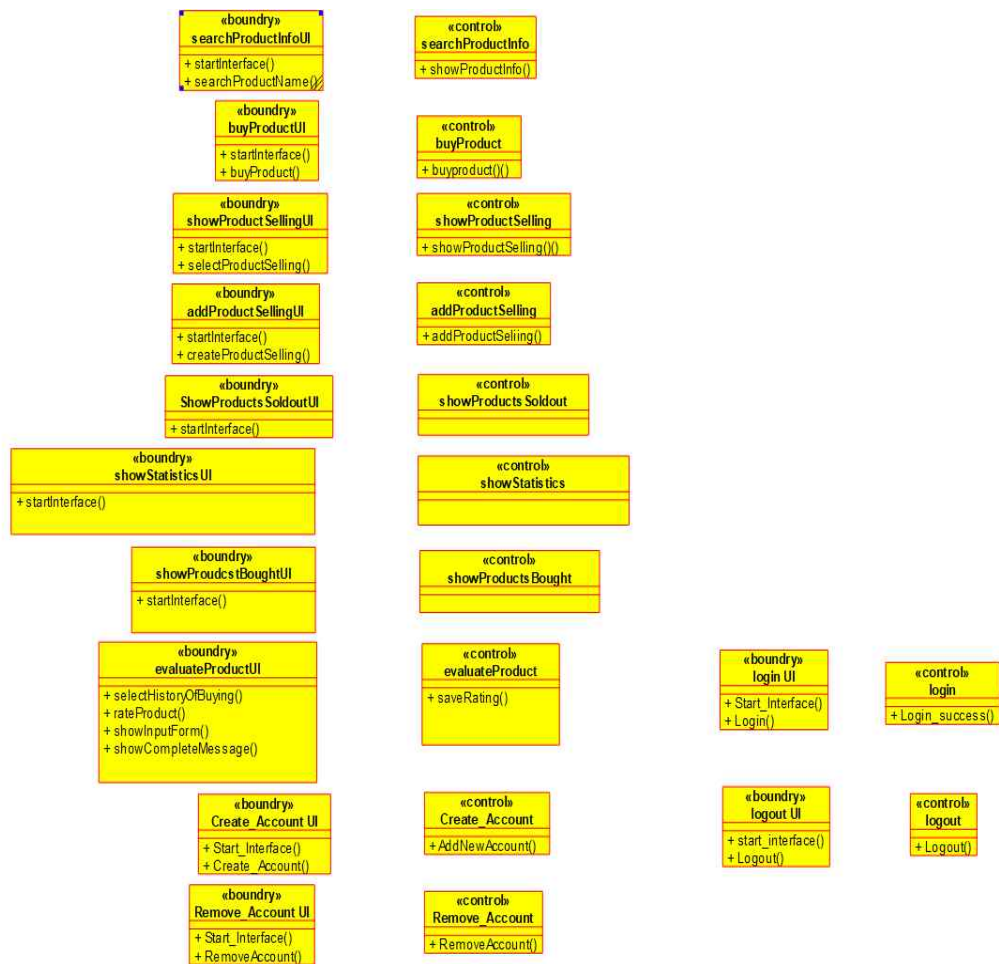 «boundry»
searchProductInfoUI
+ startInterface()
+ searchProductName()
«control»
searchProductInfo
+ showProductInfo()
«boundry»
buyProductUI
+ startInterface()
+ buyProduct()
«control»
buyProduct
+ buyproduct()()
«boundry»
showProductSellingUI
+ startInterface()
+ selectProductSelling()
«control»
showProductSelling
+ showProductSelling()()
«boundry»
addProductSellingUI
+ startInterface()
+ createProductSelling()
«control»
addProductSelling
+ addProductSeliing()
«boundry»
ShowProductsSoldoutUI
+ startInterface()
«control»
showProductsSoldout
«boundry»
showStatisticsUI
+ startInterface()
«control»
showStatistics
«boundry»
showProudcstBoughtUI
+ startInterface()
«control»
showProductsBought
«boundry»
evaluateProductUI
+ selectHistoryOfBuying()
+ rateProduct()
+ showInputForm()
+ showCompleteMessage()
«control»
evaluateProduct
+ saveRating()
«boundry»
login UI
+ Start_Interface()
+ Login()
«control»
login
+ Login_success()
«boundry»
Create_Account UI
+ Start_Interface()
+ Create_Account()
«control»
Create_Account
+ AddNewAccount()
«boundry»
logout UI
+ start_interface()
+ Logout()
«control»
logout
+ Logout()
«boundry»
Remove_Account UI
+ Start_Interface()
+ RemoveAccount()
«control»
Remove_Account
+ RemoveAccount()